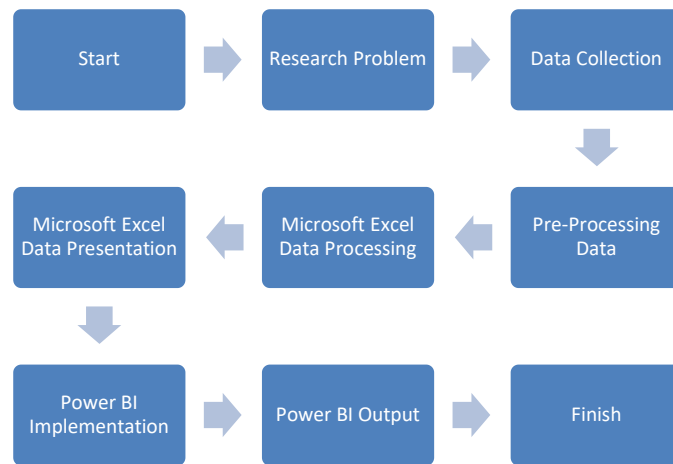 Start
Research Problem
Data Collection
Pre-Processing
Data
Microsoft Excel
Data Processing
Microsoft Excel
Data Presentation
Power BI
Implementation
Power BI Output
Finish